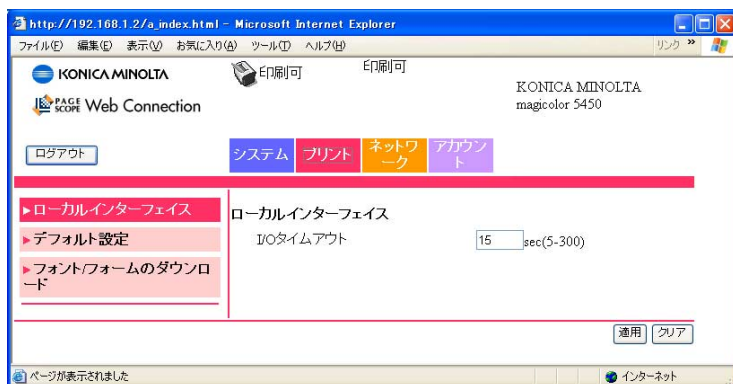 http://192.168.1.2/a_index.html - Microsoft Internet Explorer
ファイル(F) 編集(E) 表示(V) お気に入り(A) ツール(T) ヘルプ(H) リンク »
KONICA MINOLTA
印刷可
印刷可
PAGE SCOPE Web Connection
KONICA MINOLTA
magicolor 5450
ログアウト
システム
プリント
ネットワ
ーク
アカウン
ト
▶ローカルインターフェイス
▶デフォルト設定
▶フォント/フォームのダウンロ
ード
ローカルインターフェイス
I/Oタイムアウト 15 sec(5-300)
適用 クリア
ページが表示されました インターネット